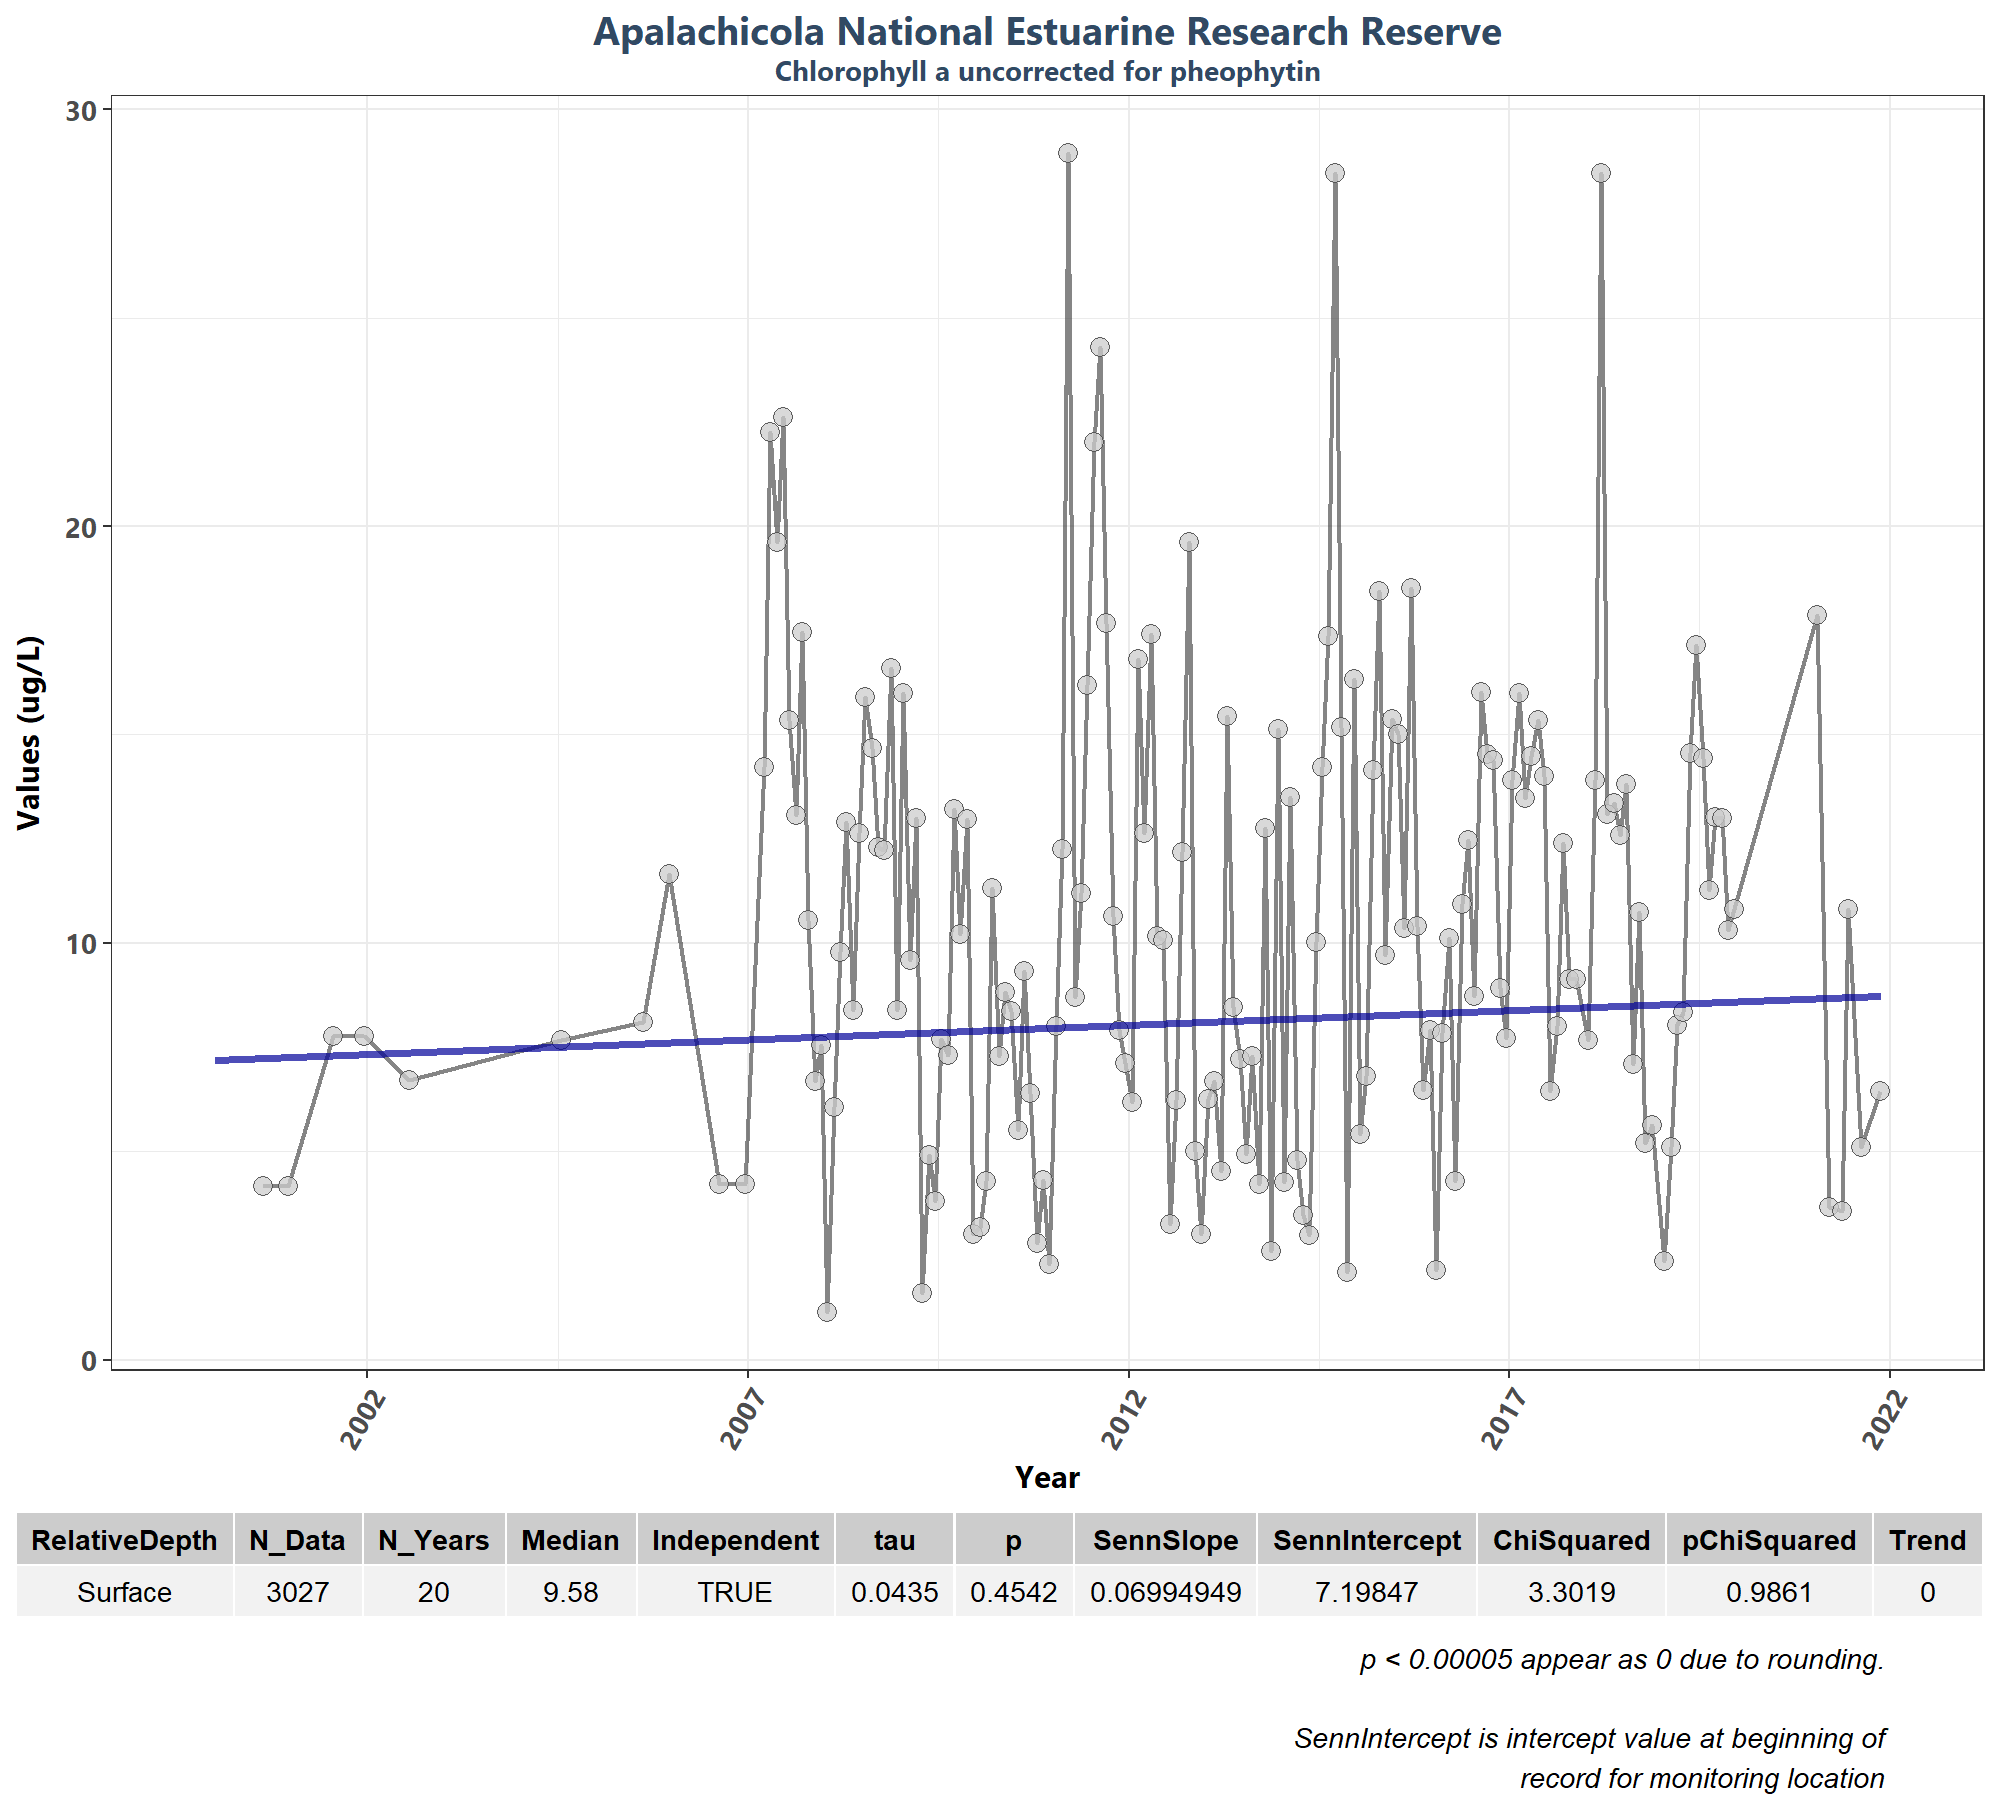 Apalachicola National Estuarine Research Reserve
Chlorophyll a uncorrected for pheophytin
30
20
10
0
Values (ug/L)
2002 2007 2012 2017 2022
Year
RelativeDepth N_Data N_Years Median Independent tau p SennSlope SennIntercept ChiSquared pChiSquared Trend
Surface 3027 20 9.58 TRUE 0.0435 0.4542 0.06994949 7.19847 3.3019 0.9861 0
p < 0.00005 appear as 0 due to rounding.
SennIntercept is intercept value at beginning of
record for monitoring location